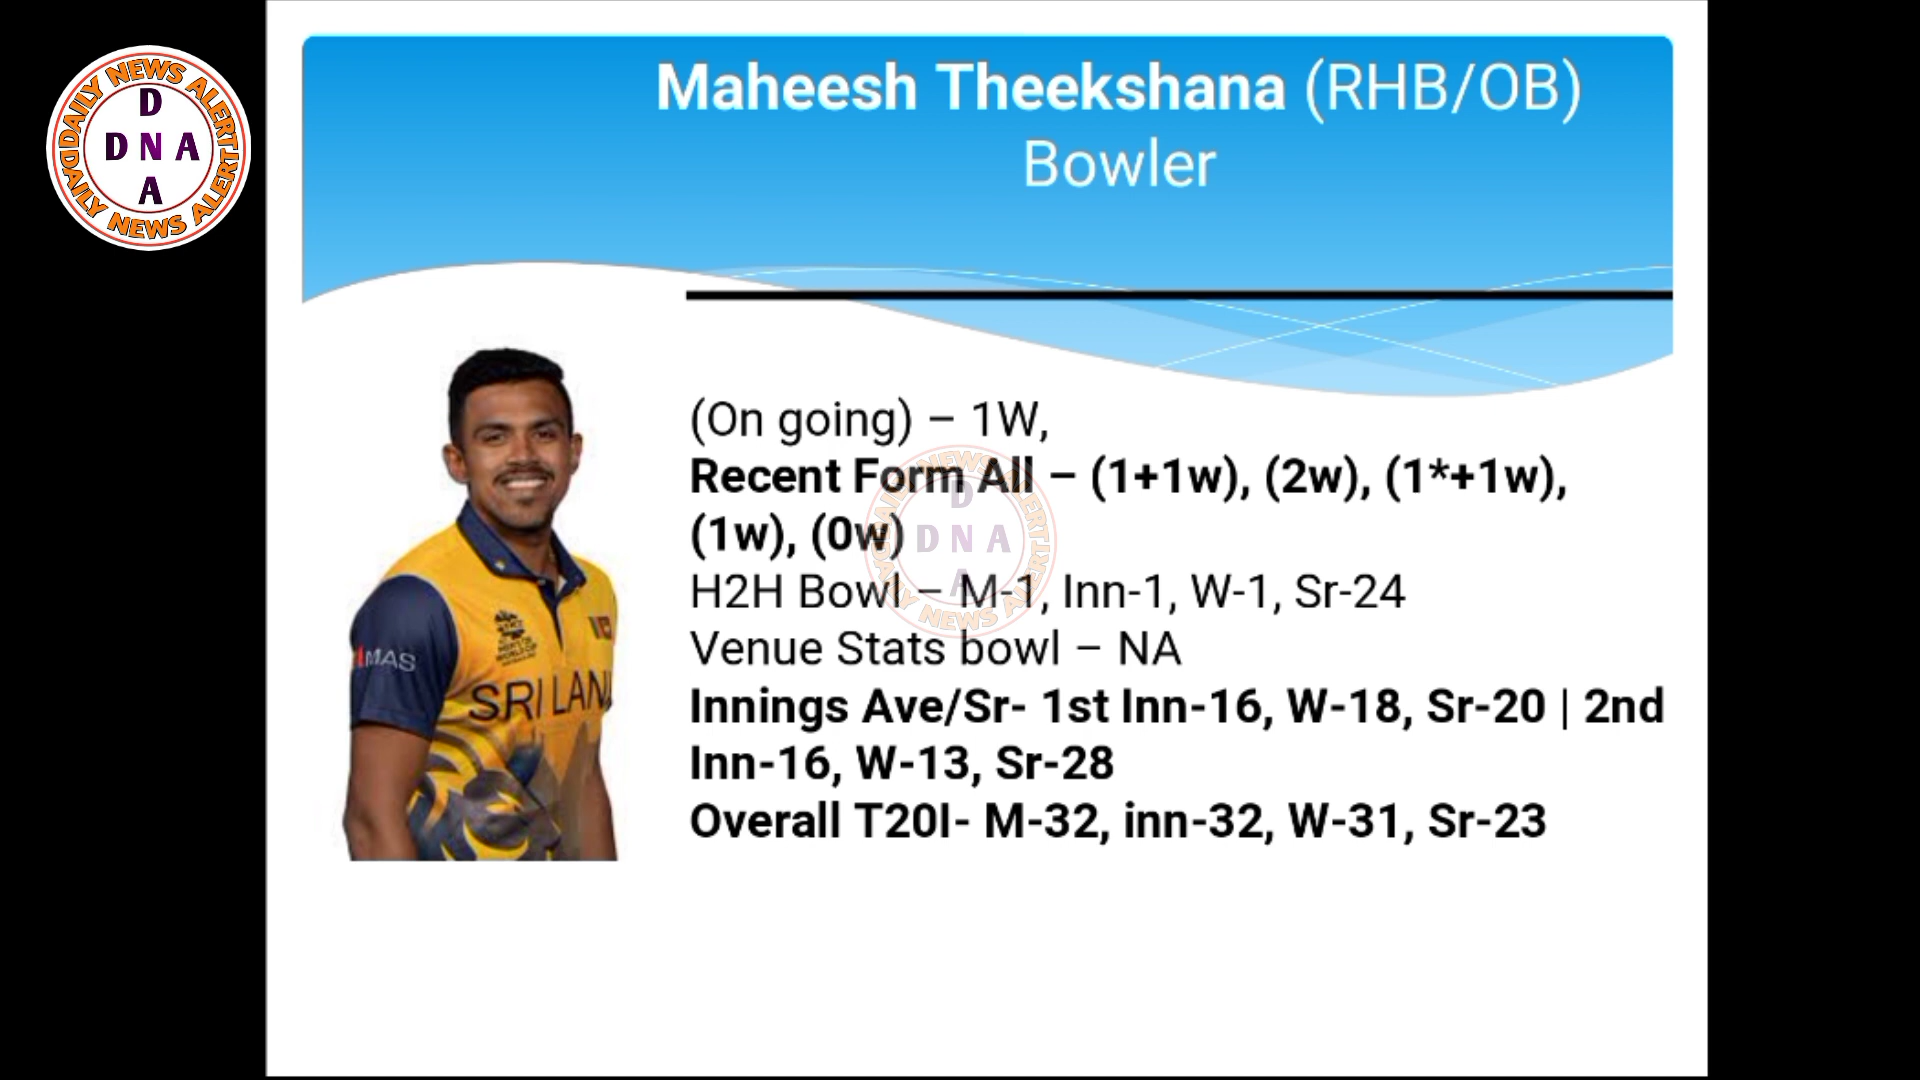 DAILY NEWS ALERT
D
D N A
A
DAILY NEWS ALERT
Maheesh Theekshana (RHB/OB)
Bowler
(On going) – 1W,
Recent Form All – (1+1w), (2w), (1*+1w),
(1w), (0w)
H2H Bowl – M-1, Inn-1, W-1, Sr-24
Venue Stats bowl – NA
Innings Ave/Sr- 1st Inn-16, W-18, Sr-20 | 2nd
Inn-16, W-13, Sr-28
Overall T20I- M-32, inn-32, W-31, Sr-23
D
D N A
A
MAS
SRI LAN